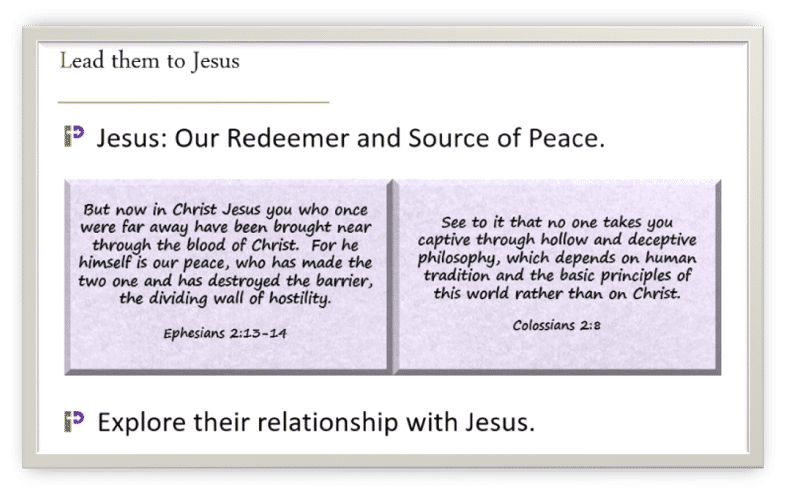 Lead them to Jesus
Jesus: Our Redeemer and Source of Peace.
But now in Christ Jesus you who once
were far away have been brought near
through the blood of Christ. For he
himself is our peace, who has made the
two one and has destroyed the barrier,
the dividing wall of hostility.
Ephesians 2:13-14
See to it that no one takes you
captive through hollow and deceptive
philosophy, which depends on human
tradition and the basic principles of
this world rather than on Christ.
Colossians 2:8
Explore their relationship with Jesus.